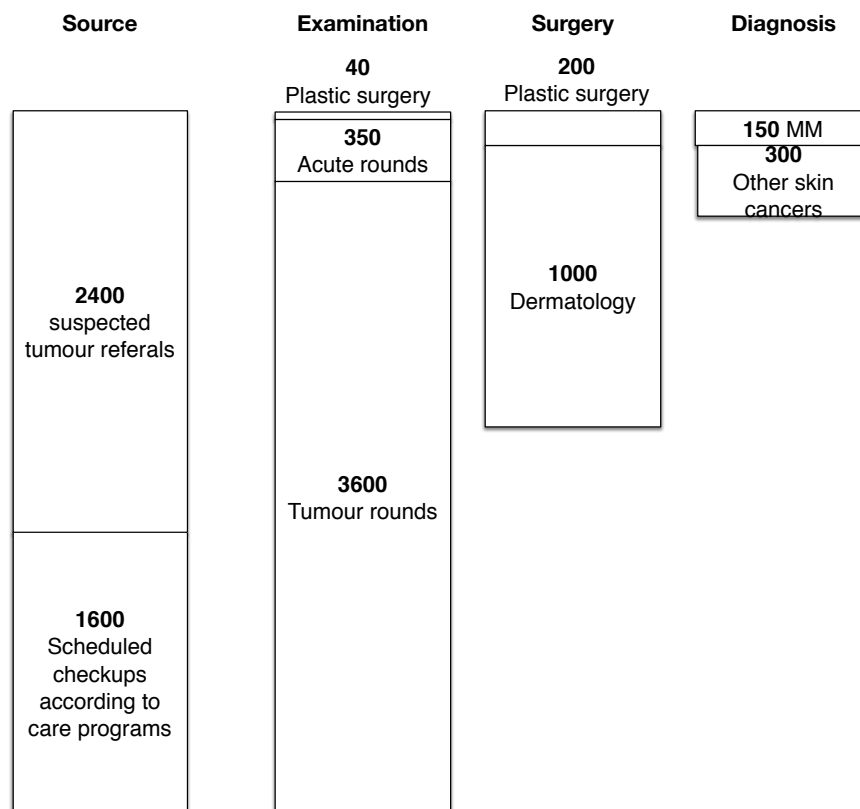 Source
Examination
Surgery
Diagnosis
2400
suspected
tumour referals
1600
Scheduled
checkups
according to
care programs
40
Plastic surgery
350
Acute rounds
3600
Tumour rounds
200
Plastic surgery
1000
Dermatology
150 MM
300
Other skin
cancers